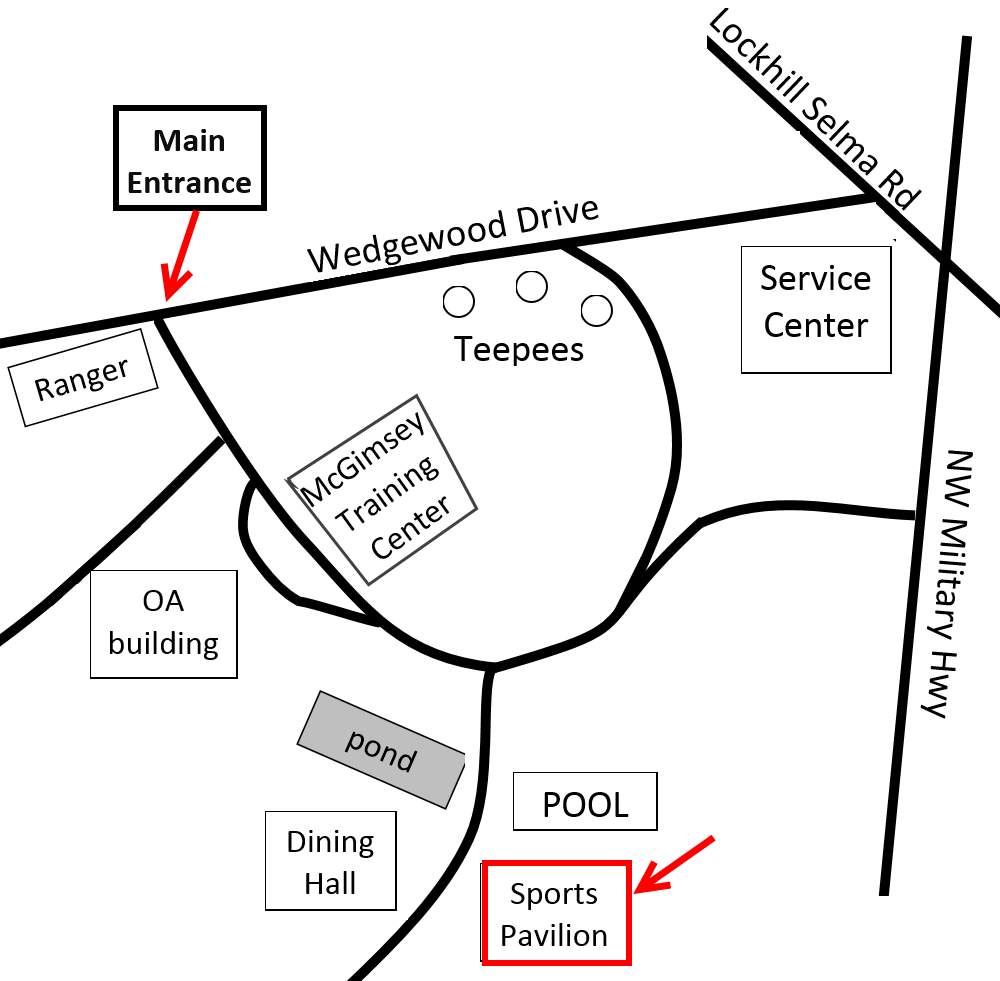 Lockhill Selma Rd
Main
Entrance
Wedgewood Drive
Service
Center
Teepees
Ranger
McGimsey
Training
Center
NW Military Hwy
OA
building
pond
POOL
Dining
Hall
Sports
Pavilion